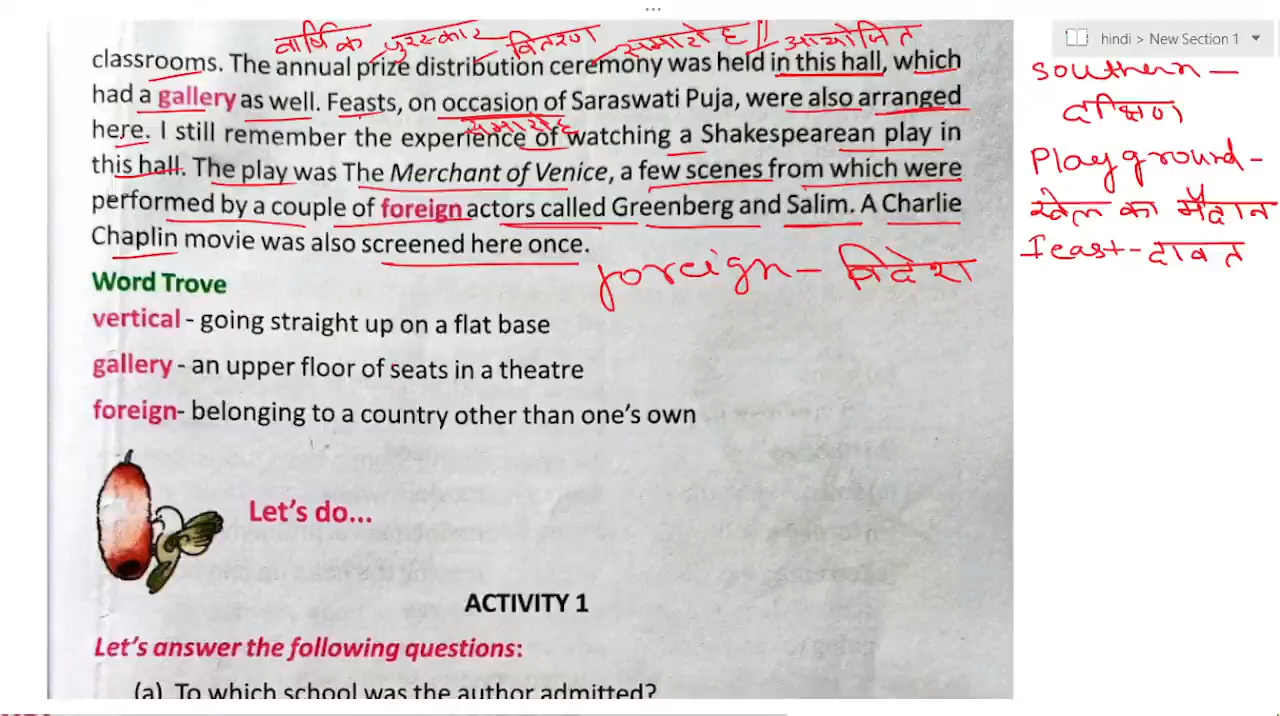 hindi > New Section 1
वार्षिक पुरस्कार वितरण समारोह || आयोजित
classrooms. The annual prize distribution ceremony was held in this hall, which
had a gallery as well. Feasts, on occasion of Saraswati Puja, were also arranged
समारोह
here. I still remember the experience of watching a Shakespearean play in
this hall. The play was The Merchant of Venice, a few scenes from which were
performed by a couple of foreign actors called Greenberg and Salim. A Charlie
Chaplin movie was also screened here once.
foreign - विदेश
Word Trove
vertical - going straight up on a flat base
gallery - an upper floor of seats in a theatre
foreign- belonging to a country other than one's own
Let's do...
ACTIVITY 1
Let's answer the following questions:
(a) To which school was the author admitted?
southern -
दक्षिण
Playground -
खेल का मैदान
feast - दावत